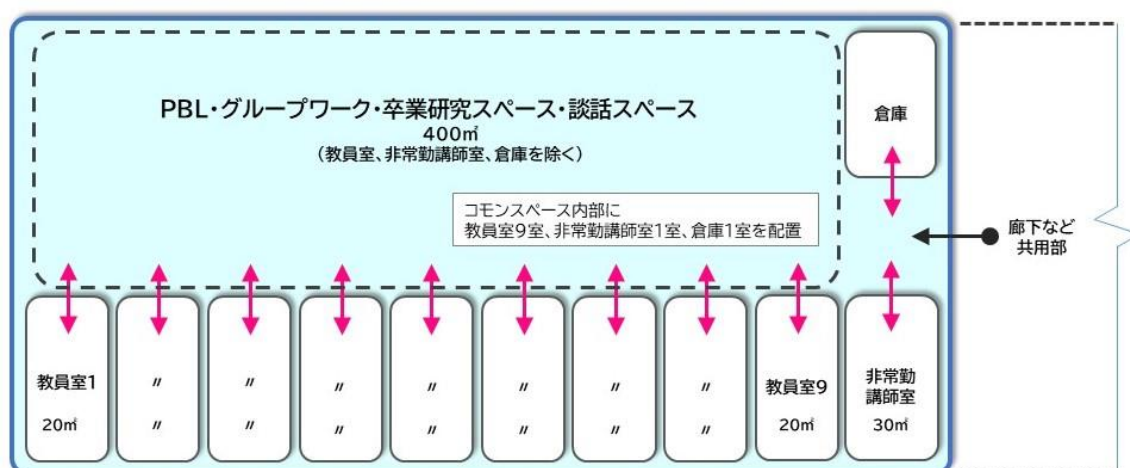 PBL・グループワーク・卒業研究スペース・談話スペース
400㎡
（教員室、非常勤講師室、倉庫を除く）
倉庫
コモンスペース内部に
教員室9室、非常勤講師室1室、倉庫1室を配置
廊下など
共用部
教員室1
20㎡
〃
〃
〃
〃
〃
〃
〃
〃
〃
〃
〃
〃
〃
〃
教員室9
20㎡
非常勤
講師室
30㎡